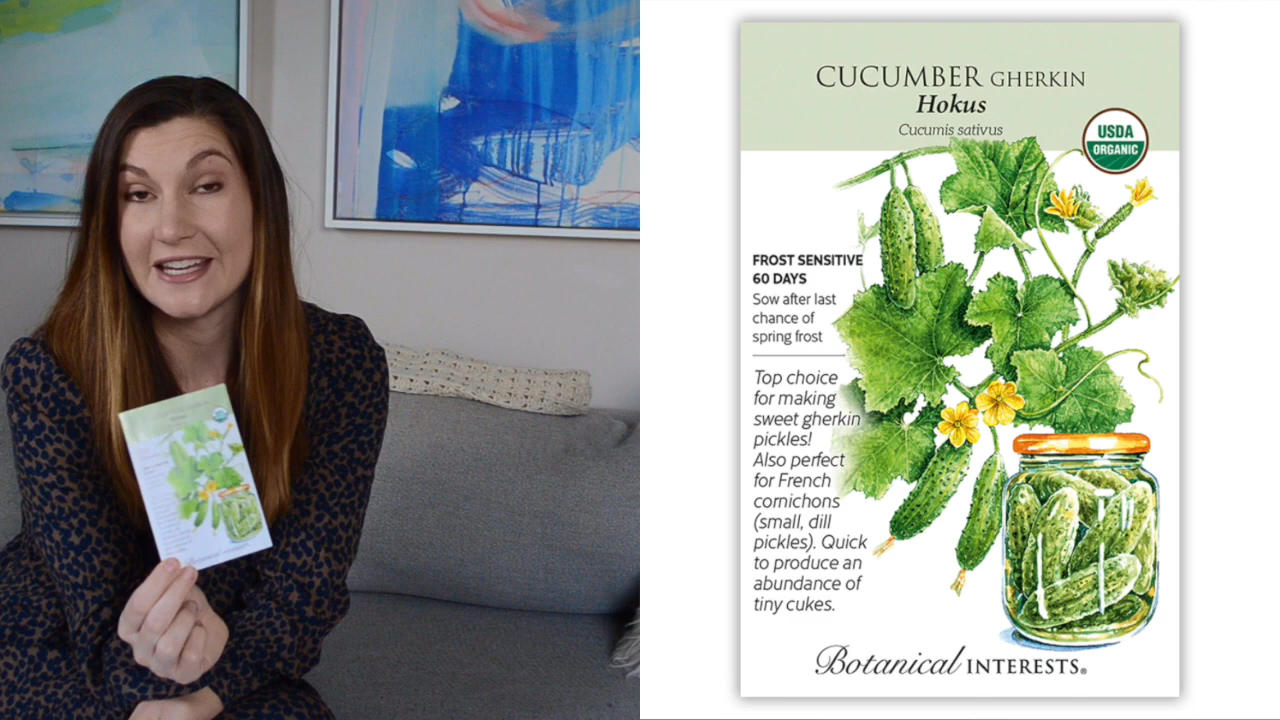 CUCUMBER GHERKIN
Hokus
Cucumis sativus
USDA
ORGANIC
FROST SENSITIVE
60 DAYS
Sow after last
chance of
spring frost
Top choice
for making
sweet gherkin
pickles!
Also perfect
for French
cornichons
(small, dill
pickles). Quick
to produce an
abundance of
tiny cukes.
Botanical INTERESTS®